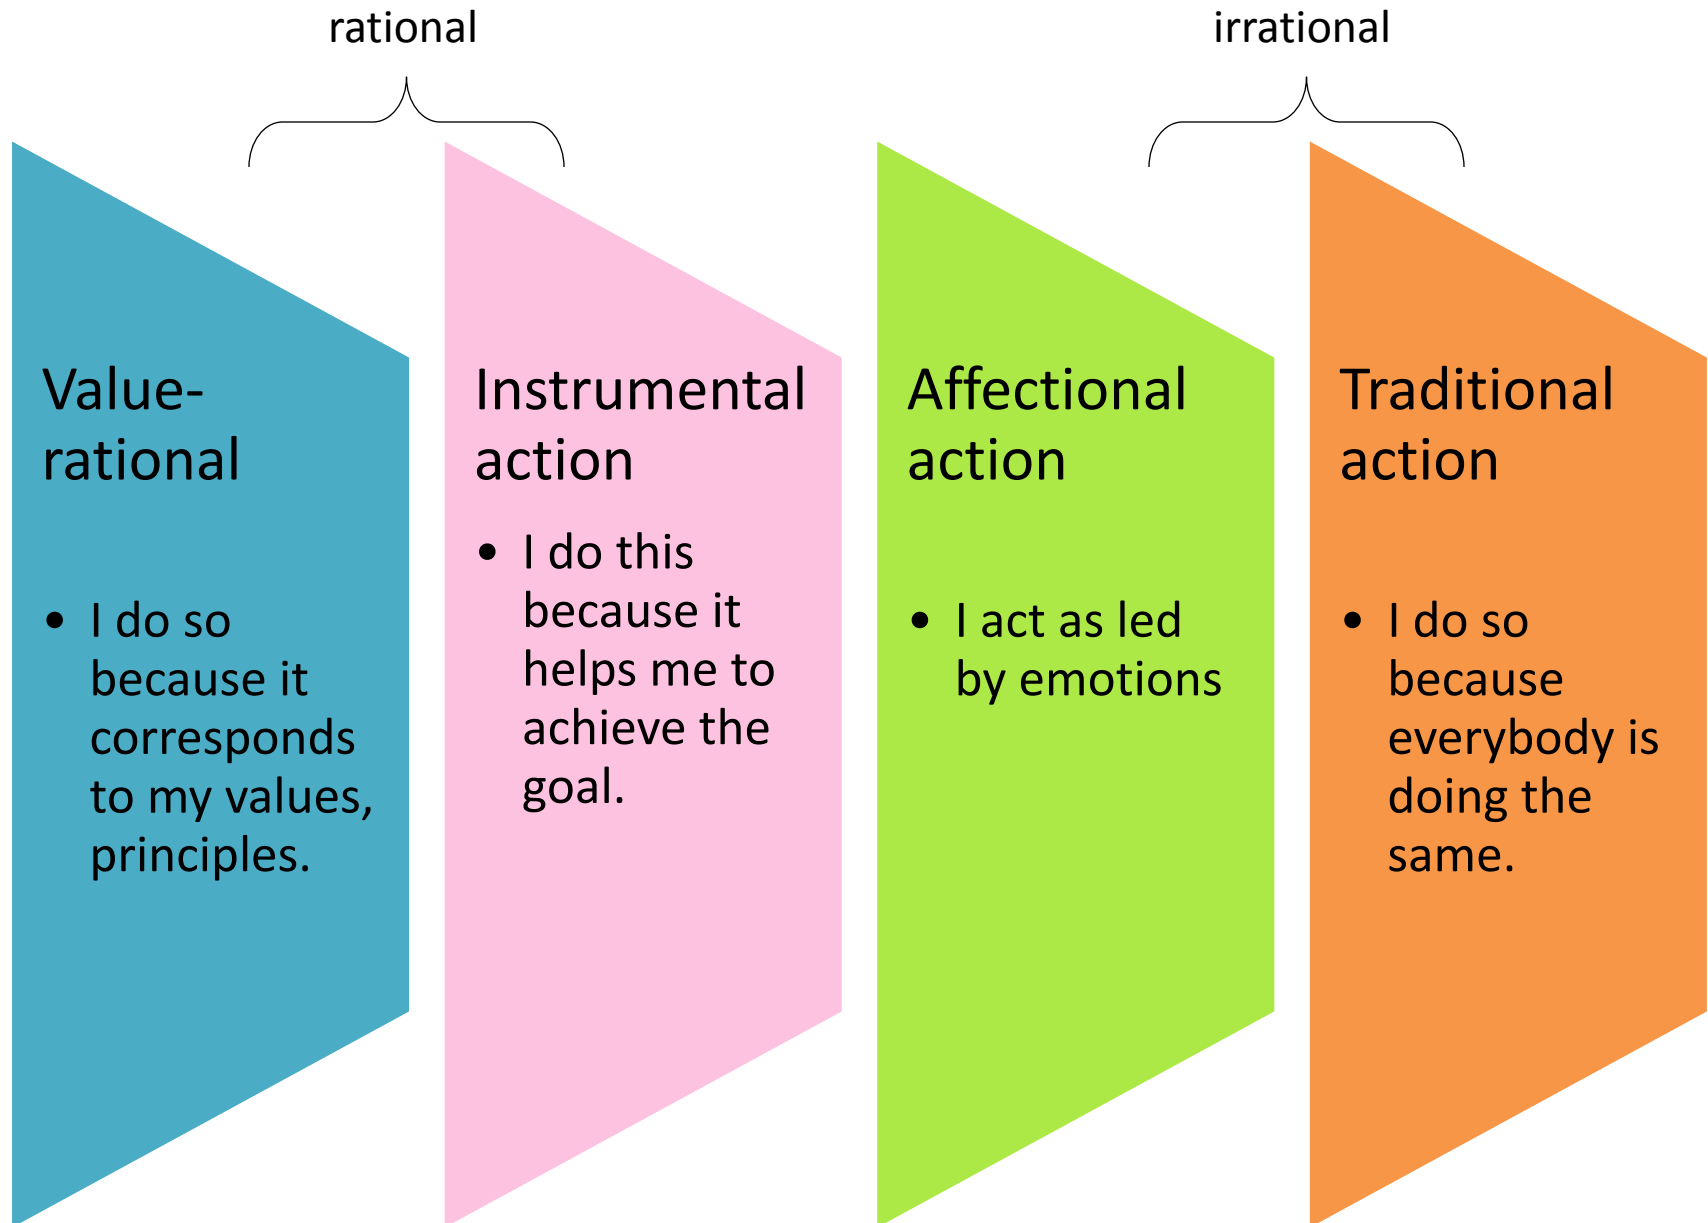 rational
irrational
Value-
rational
• I do so
because it
corresponds
to my values,
principles.
Instrumental
action
• I do this
because it
helps me to
achieve the
goal.
Affectional
action
• I act as led
by emotions
Traditional
action
• I do so
because
everybody is
doing the
same.